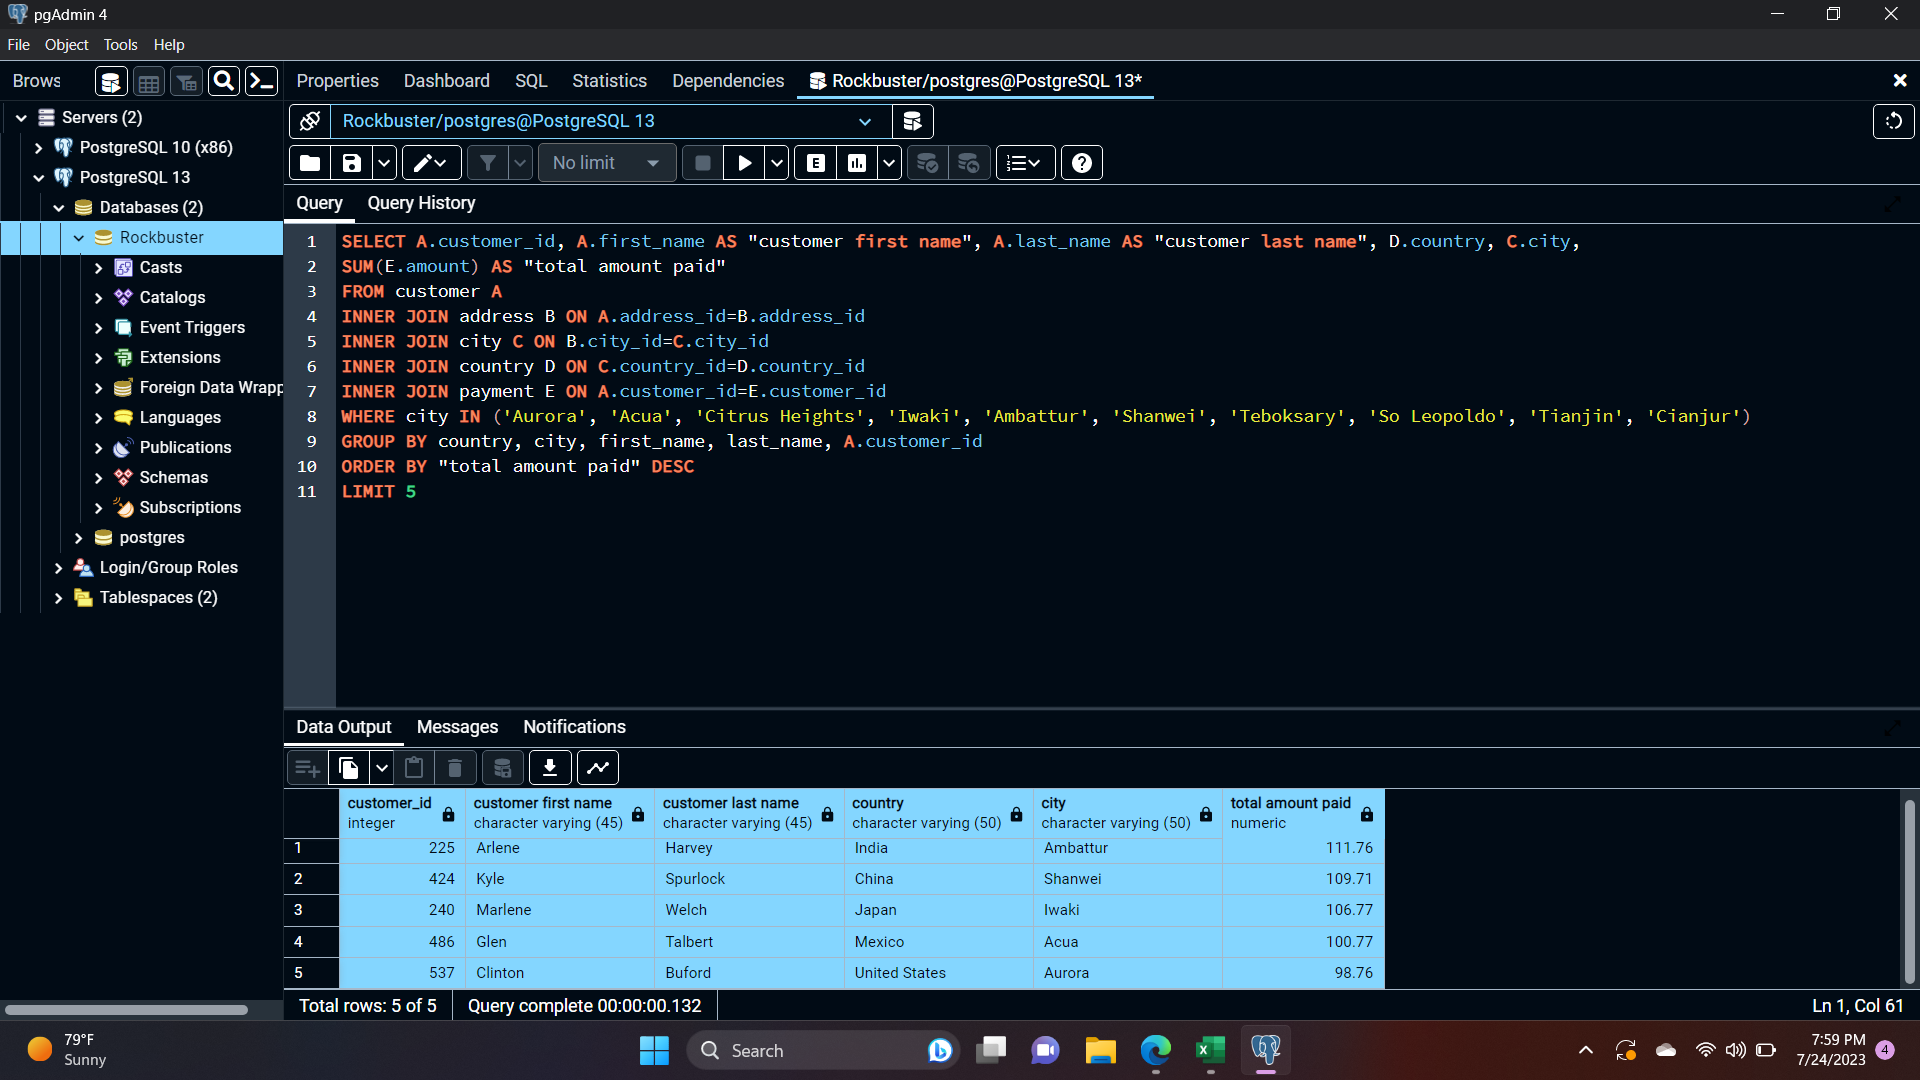 pgAdmin 4
File Object Tools Help
Brows
Properties Dashboard SQL Statistics Dependencies Rockbuster/postgres@PostgreSQL 13*
Servers (2)
PostgreSQL 10 (x86)
PostgreSQL 13
Databases (2)
Rockbuster
Casts
Catalogs
Event Triggers
Extensions
Foreign Data Wrapp
Languages
Publications
Schemas
Subscriptions
postgres
Login/Group Roles
Tablespaces (2)
Rockbuster/postgres@PostgreSQL 13
No limit
E
Query Query History
1 SELECT A.customer_id, A.first_name AS "customer first name", A.last_name AS "customer last name", D.country, C.city,
2 SUM(E.amount) AS "total amount paid"
3 FROM customer A
4 INNER JOIN address B ON A.address_id=B.address_id
5 INNER JOIN city C ON B.city_id=C.city_id
6 INNER JOIN country D ON C.country_id=D.country_id
7 INNER JOIN payment E ON A.customer_id=E.customer_id
8 WHERE city IN ('Aurora', 'Acua', 'Citrus Heights', 'Iwaki', 'Ambattur', 'Shanwei', 'Teboksary', 'So Leopoldo', 'Tianjin', 'Cianjur')
9 GROUP BY country, city, first_name, last_name, A.customer_id
10 ORDER BY "total amount paid" DESC
11 LIMIT 5
Data Output Messages Notifications
customer_id customer first name customer last name country city total amount paid
integer character varying (45) character varying (45) character varying (50) character varying (50) numeric
1 225 Arlene Harvey India Ambattur 111.76
2 424 Kyle Spurlock China Shanwei 109.71
3 240 Marlene Welch Japan Iwaki 106.77
4 486 Glen Talbert Mexico Acua 100.77
5 537 Clinton Buford United States Aurora 98.76
Total rows: 5 of 5 Query complete 00:00:00.132 Ln 1, Col 61
79°F
Sunny
Search
7:59 PM
7/24/2023
4